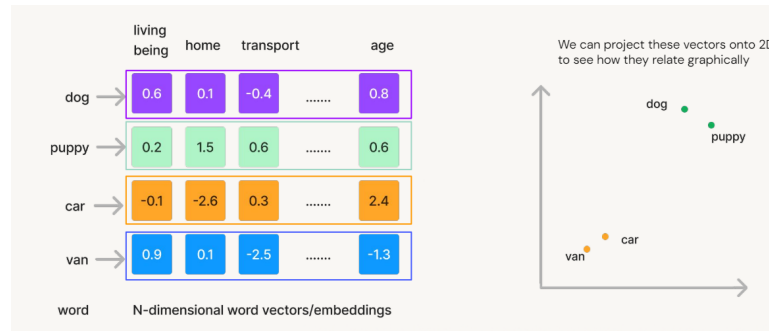 living
being home transport age
dog 0.6 0.1 -0.4 ....... 0.8
puppy 0.2 1.5 0.6 ....... 0.6
car -0.1 -2.6 0.3 ....... 2.4
van 0.9 0.1 -2.5 ....... -1.3
word N-dimensional word vectors/embeddings
We can project these vectors onto 2D
to see how they relate graphically
dog
puppy
car
van